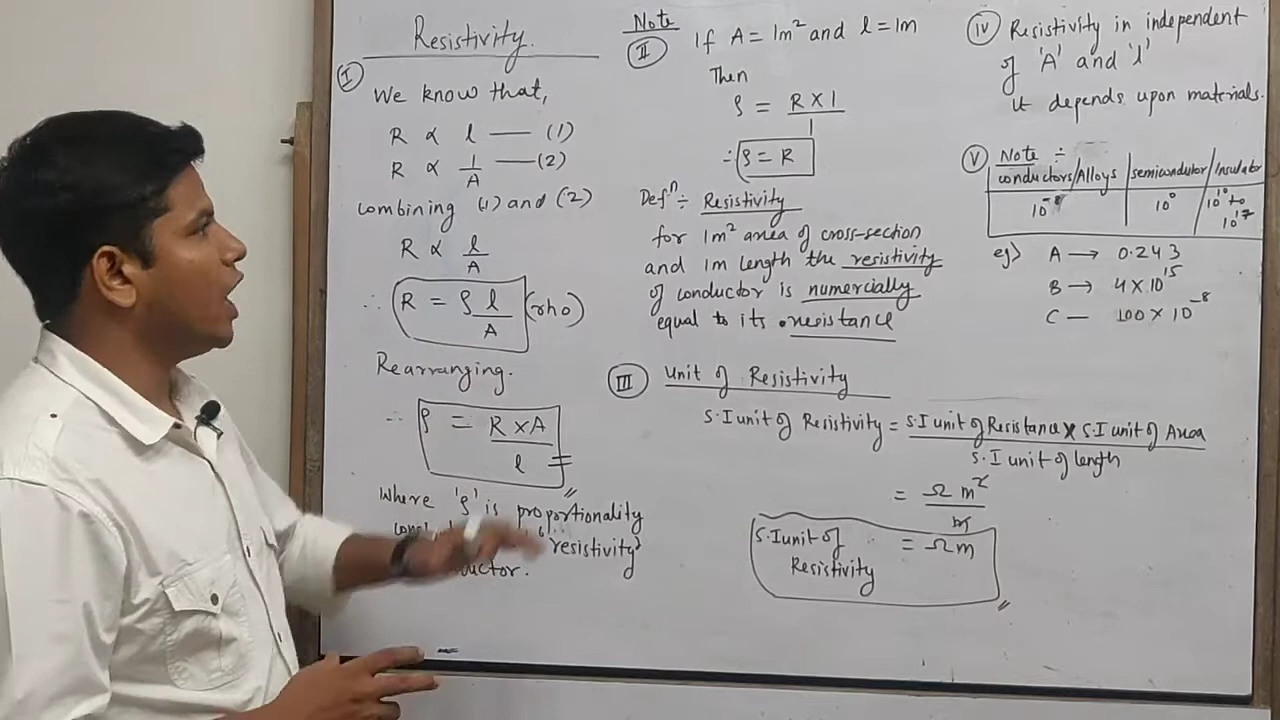 Resistivity.
I
We know that,
R ∝ l — (1)
R ∝ 1/A — (2)
combining (1) and (2)
R ∝ l/A
∴ R = ρ l/A (rho)
Rearranging.
∴ ρ = R × A / l
Where 'ρ' is proportionality
resistivity
Note
II If A = 1m² and l = 1m
Then
ρ = R × 1 / 1
∴ ρ = R
Defⁿ ÷ Resistivity
for 1m² area of cross-section
and 1m length the resistivity
of conductor is numercially
equal to its resistance
III Unit of Resistivity
S.I unit of Resistivity = S.I unit of Resistance × S.I unit of Area / S.I unit of length
= Ω m² / m
S.I unit of Resistivity = Ωm
IV Resistivity in independent
of 'A' and 'l'
it depends upon materials.
V Note ÷
conductors/Alloys | semiconductor | Insulator
10⁻⁸ | 10⁰ | 10¹⁰ to 10¹⁷
eg) A → 0.243
B → 4 × 10¹⁵
C — 100 × 10⁻⁸